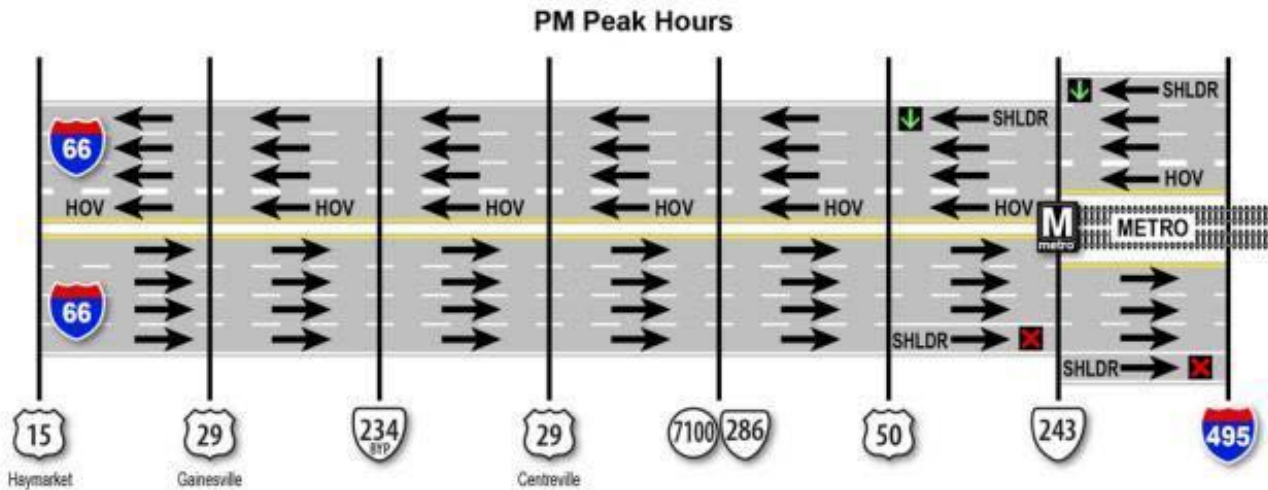 PM Peak Hours
SHLDR
SHLDR
66
HOV
HOV HOV HOV HOV HOV HOV
M
metro
METRO
66
SHLDR
SHLDR
15 29 234 29 7100 286 50 243 495
BYP
Haymarket Gainesville Centreville